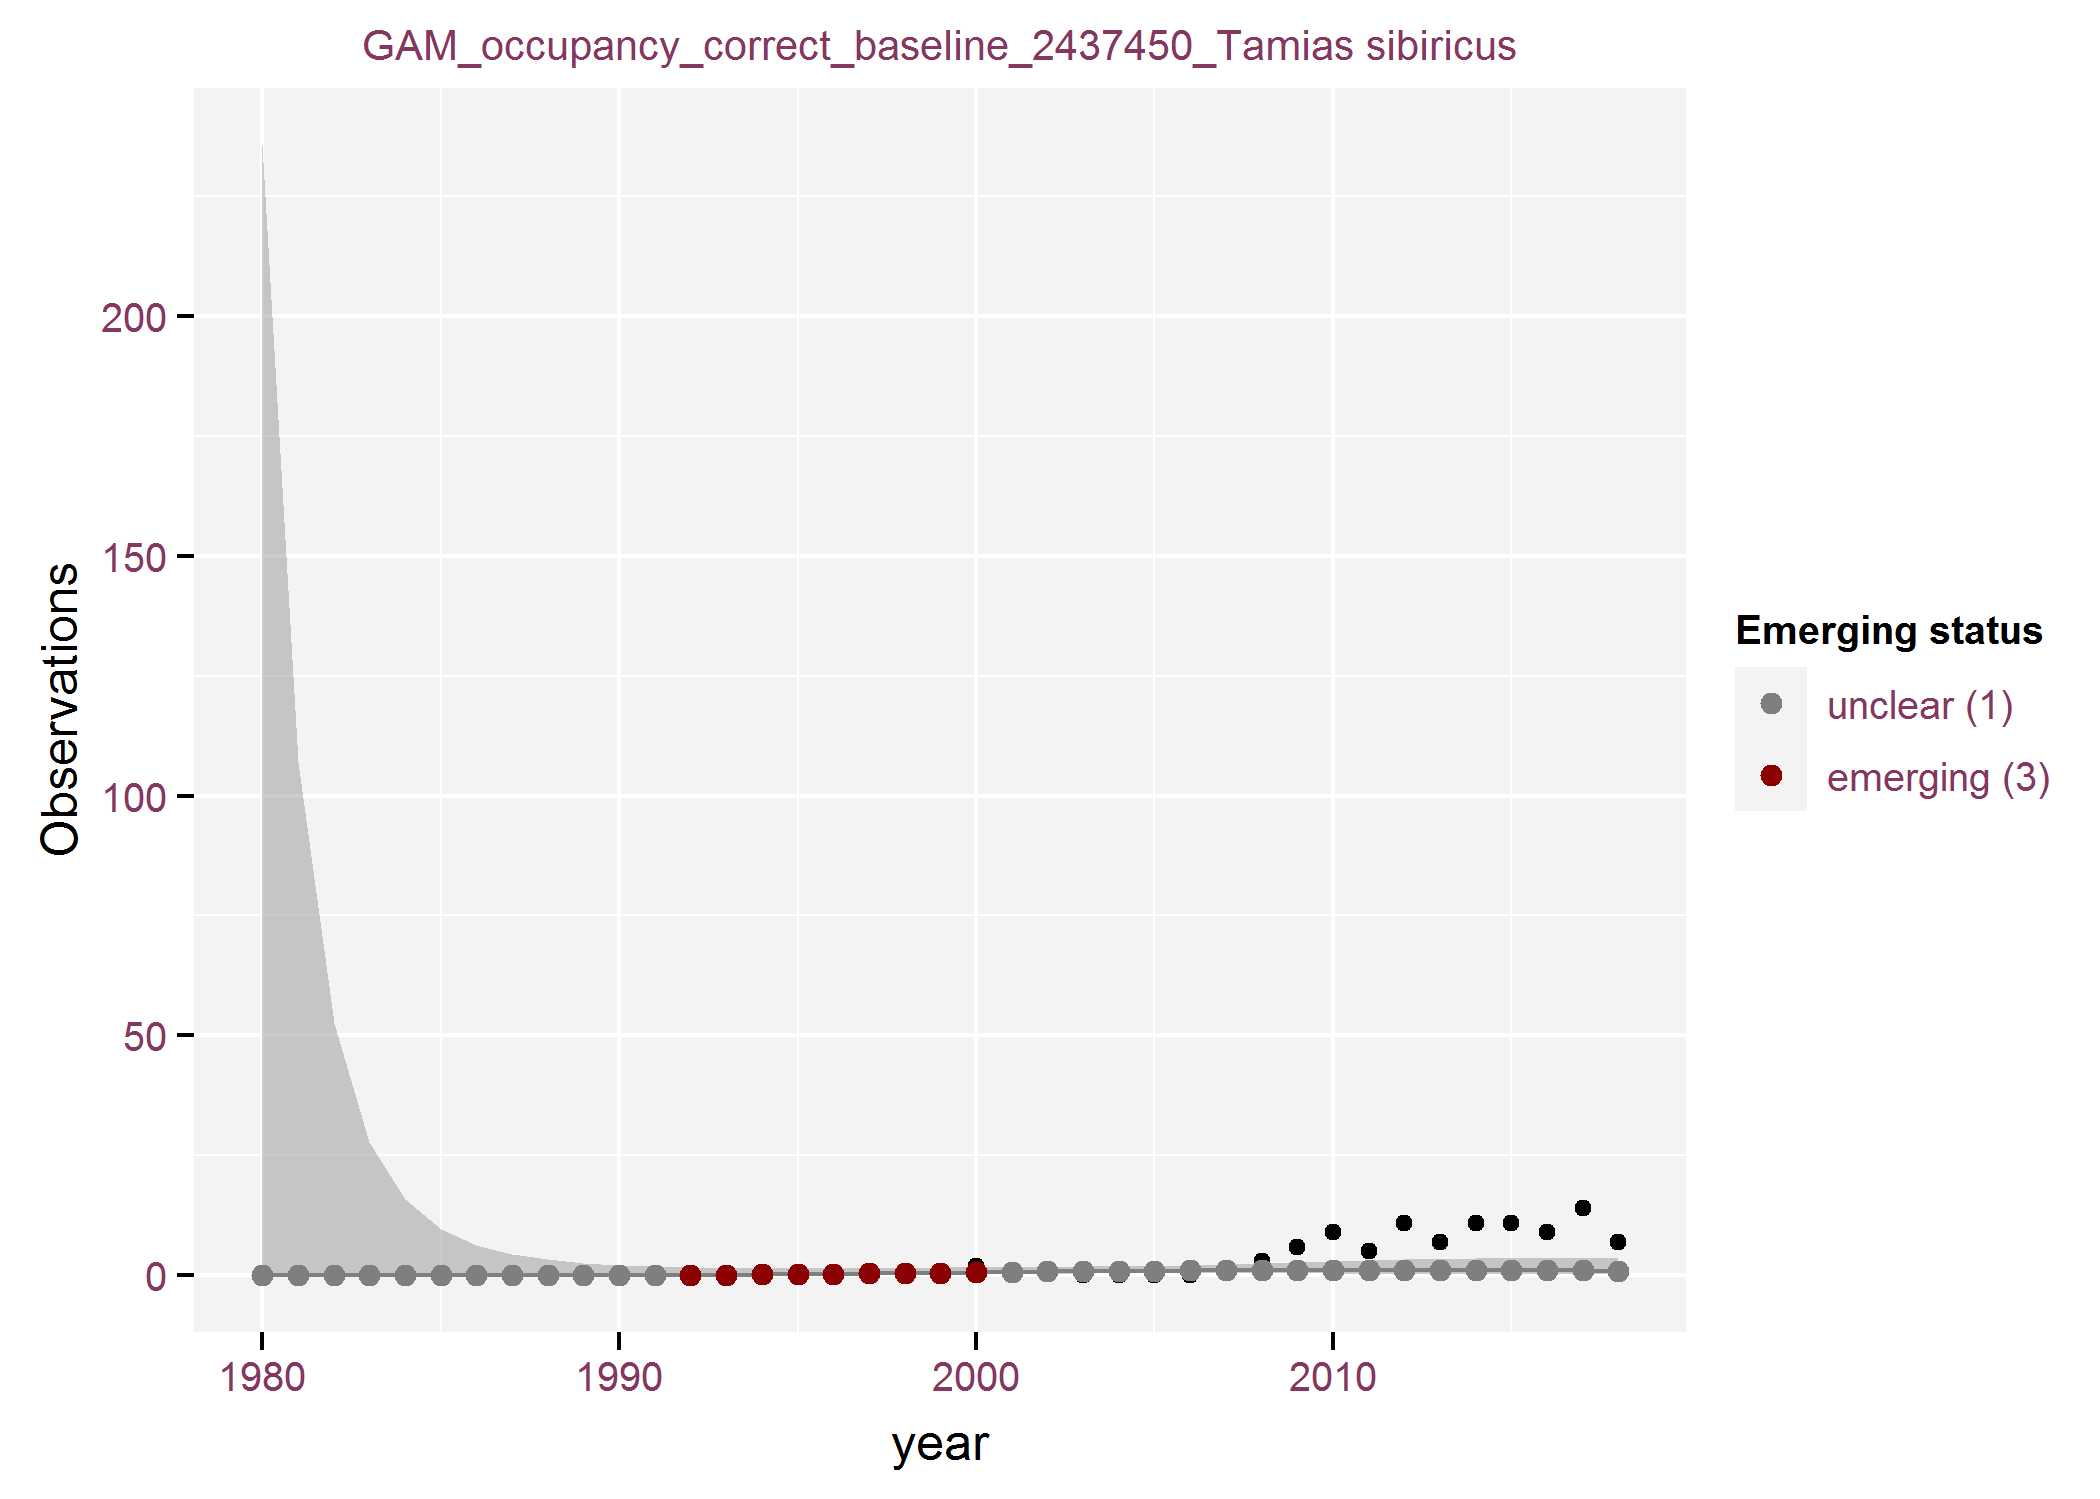 GAM_occupancy_correct_baseline_2437450_Tamias sibiricus
Observations
200
150
100
50
0
1980 1990 2000 2010
year
Emerging status
unclear (1)
emerging (3)